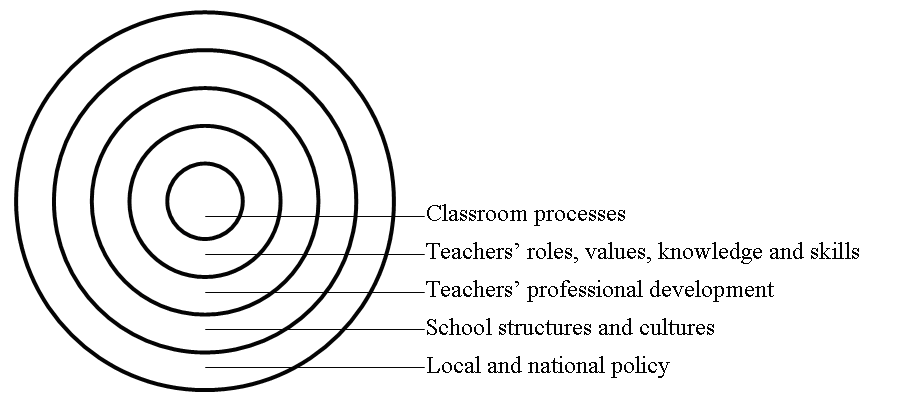 Classroom processes
Teachers’ roles, values, knowledge and skills
Teachers’ professional development
School structures and cultures
Local and national policy